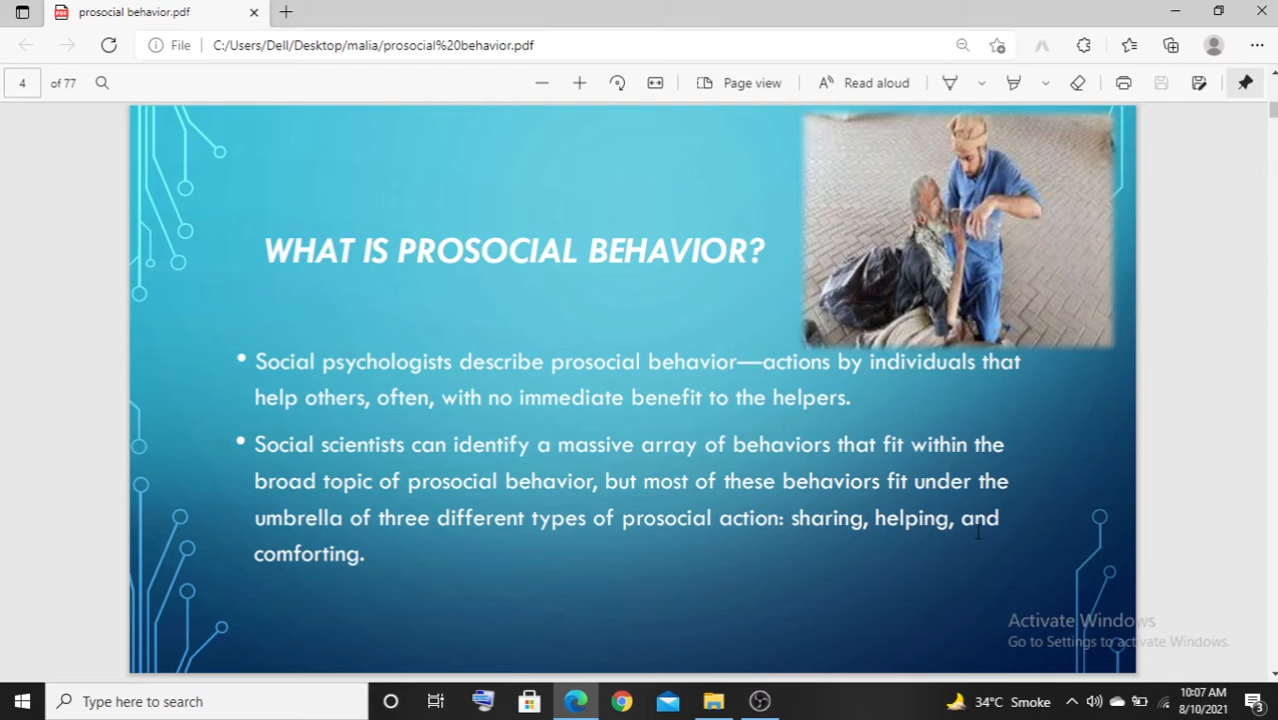 prosocial behavior.pdf
File
C:/Users/Dell/Desktop/malia/prosocial%20behavior.pdf
4
of 77
Page view
Read aloud
WHAT IS PROSOCIAL BEHAVIOR?
• Social psychologists describe prosocial behavior—actions by individuals that
help others, often, with no immediate benefit to the helpers.
• Social scientists can identify a massive array of behaviors that fit within the
broad topic of prosocial behavior, but most of these behaviors fit under the
umbrella of three different types of prosocial action: sharing, helping, and
comforting.
Activate Windows
Go to Settings to activate Windows.
Type here to search
34°C Smoke
10:07 AM
8/10/2021
3